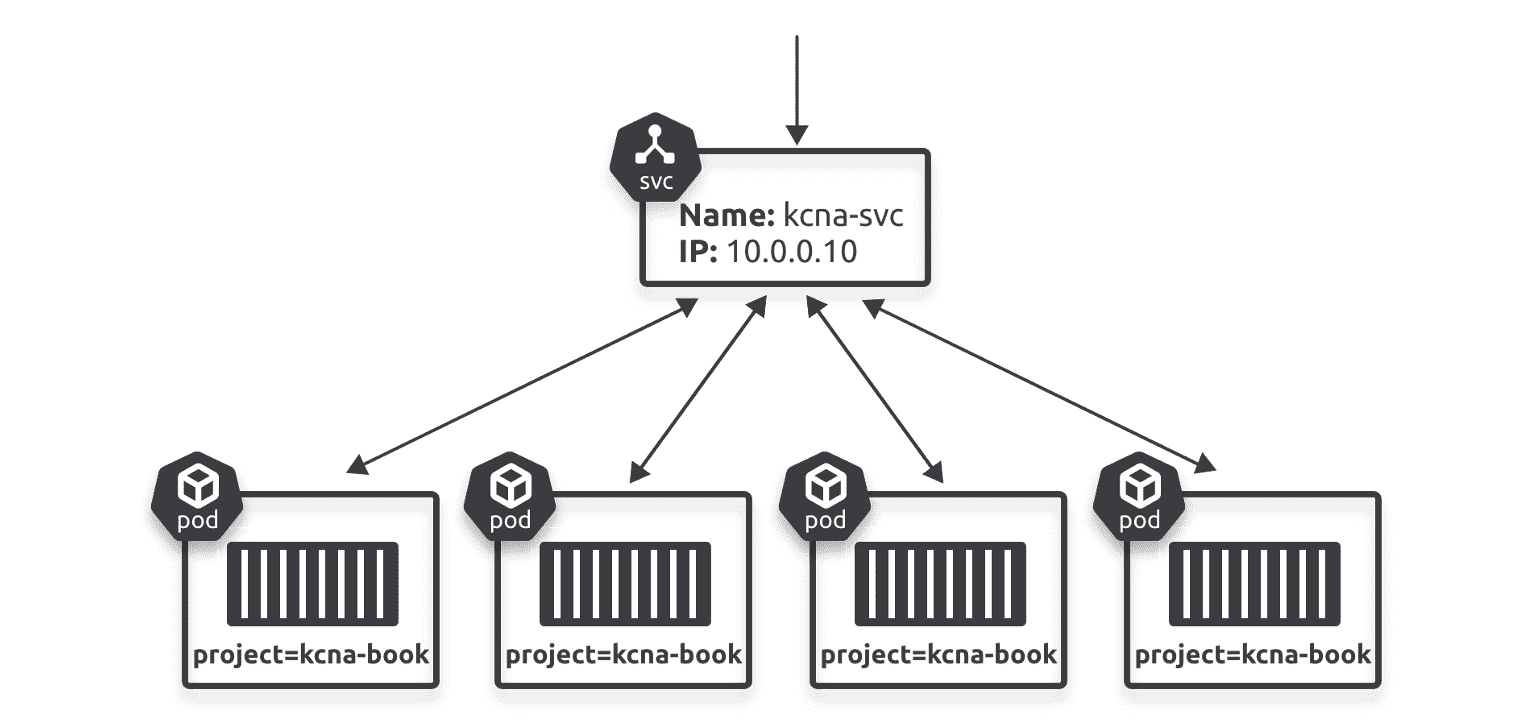 svc
Name: kcna-svc
IP: 10.0.0.10
pod
pod
pod
pod
project=kcna-book
project=kcna-book
project=kcna-book
project=kcna-book